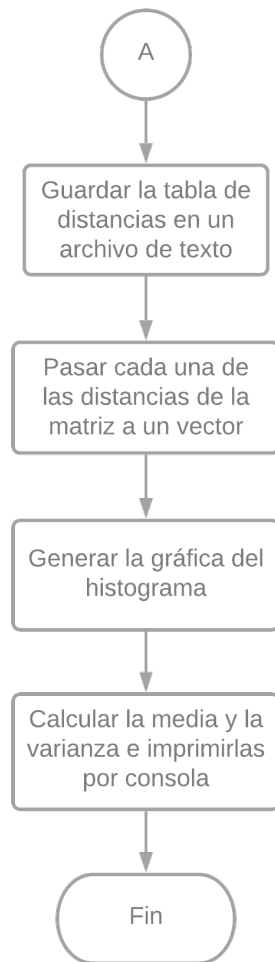 A
Guardar la tabla de
distancias en un
archivo de texto
Pasar cada una de
las distancias de la
matriz a un vector
Generar la gráfica del
histograma
Calcular la media y la
varianza e imprimirlas
por consola
Fin